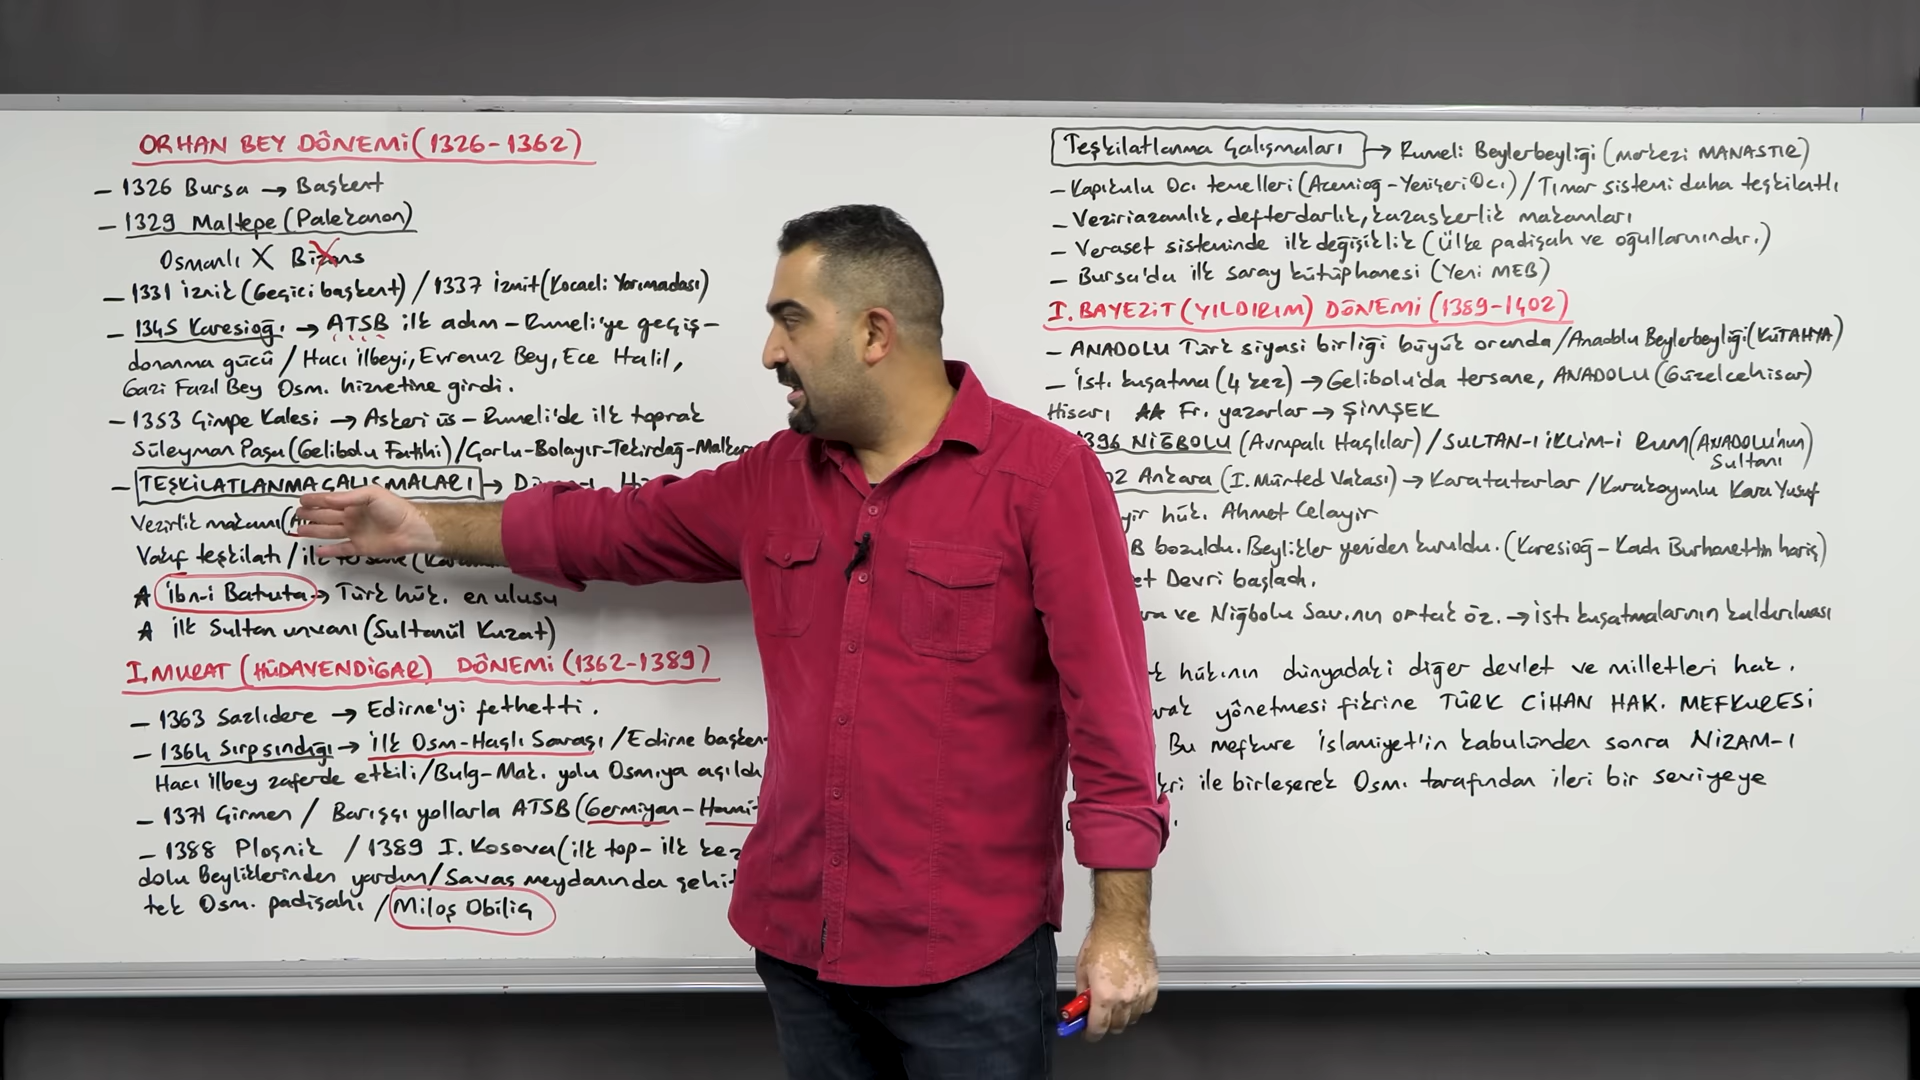 ORHAN BEY DÖNEMİ (1326-1362)
- 1326 Bursa → Başkent
- 1329 Maltepe (Palekanon)
Osmanlı X Bizans
- 1331 İznik (Geçici başkent) / 1337 İzmit (Kocaeli Yarımadası)
- 1345 Karesioğ. → ATSB ilk adım - Rumeli'ye geçiş -
donanma gücü / Hacı İlbeyi, Evrenuz Bey, Ece Halil,
Gazi Fazıl Bey Osm. hizmetine girdi.
- 1353 Çimpe Kalesi → Askeri üs - Rumeli'de ilk toprak
Süleyman Paşa (Gelibolu Fatihi) / Çorlu - Bolayır - Tekirdağ - Malkara
- TEŞKİLATLANMA ÇALIŞMALARI →
Vezirlik makamı
Vakıf teşkilatı / ilk tersane
İbn-i Batuta → Türk hük. en ulusu
İlk Sultan unvanı (Sultanül Kuzat)
I. MURAT (HÜDAVENDİGAR) DÖNEMİ (1362-1389)
- 1363 Sazlıdere → Edirne'yi fethetti.
- 1364 Sırpsındığı → İlk Osm-Haçlı Savaşı / Edirne başken
Hacı İlbey zaferde etkili / Bulg-Mak. yolu Osm.ya açıldı
- 1371 Çirmen / Barışçı yollarla ATSB (Germiyan - Hamit
- 1388 Ploşnik / 1389 I. Kosova (ilk top - ilk kez
dolu Beyliklerinden yardım / Savaş meydanında şehit
tek Osm. padişahı / Miloş Obiliç
Teşkilatlanma Çalışmaları → Rumeli Beylerbeyliği (merkezi MANASTIR)
- Kapıkulu Ocı temelleri (Acemioğ - Yeniçeri Ocı) / Tımar sistemi daha teşkilatlı
- Veziriazamlık, defterdarlık, kazaskerlik makamları
- Veraset sisteminde ilk değişiklik (Ülke padişah ve oğullarınındır.)
- Bursa'da ilk saray kütüphanesi (Yeni MEB)
I. BAYEZİT (YILDIRIM) DÖNEMİ (1389-1402)
- ANADOLU Türk siyasi birliği büyük oranda / Anadolu Beylerbeyliği (KÜTAHYA)
- İst. kuşatma (4 kez) → Gelibolu'da tersane, ANADOLU (Güzelcehisar)
Hisarı Fr. yazarlar → ŞİMŞEK
1396 NİĞBOLU (Avrupalı Haçlılar) / SULTAN-I İKLİM-İ RUM (ANADOLU'nun
Sultanı)
02 Ankara (I. Mürted Vakası) → Karatatarlar / Karakoyunlu Kara Yusuf
yır hük. Ahmet Celayır
B bozuldu. Beylikler yeniden kuruldu. (Karesioğ - Kadı Burhanettin hariç)
et Devri başladı.
ra ve Niğbolu Sav.nın ortak öz. → İst. kuşatmalarının kaldırılması
k hük.nın dünyadaki diğer devlet ve milletleri hak.
arak yönetmesi fikrine TÜRK CİHAN HAK. MEFKURESİ
Bu mefkure İslamiyet'in kabulünden sonra NİZAM-I
kri ile birleşerek Osm. tarafından ileri bir seviyeye